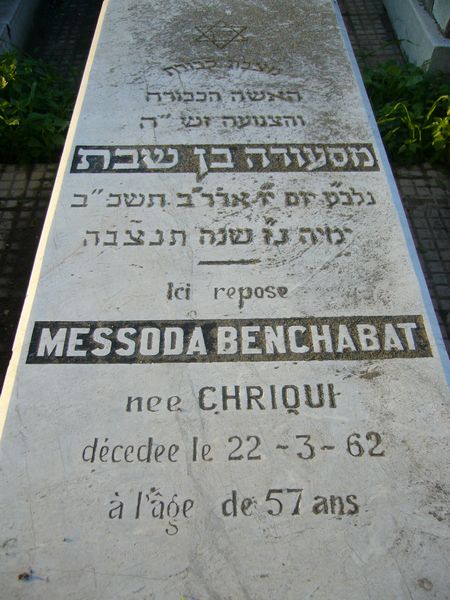 מצבת קבורת
האשה הכבודה
והצנועה זש"ה
מסעודה בן שבת
נלב"ע יום אדר"ב תשכ"ב
ימיה נ"ז שנה תנצבה
Ici repose
MESSODA BENCHABAT
nee CHRIQUI
décedee le 22-3-62
à l'âge de 57 ans